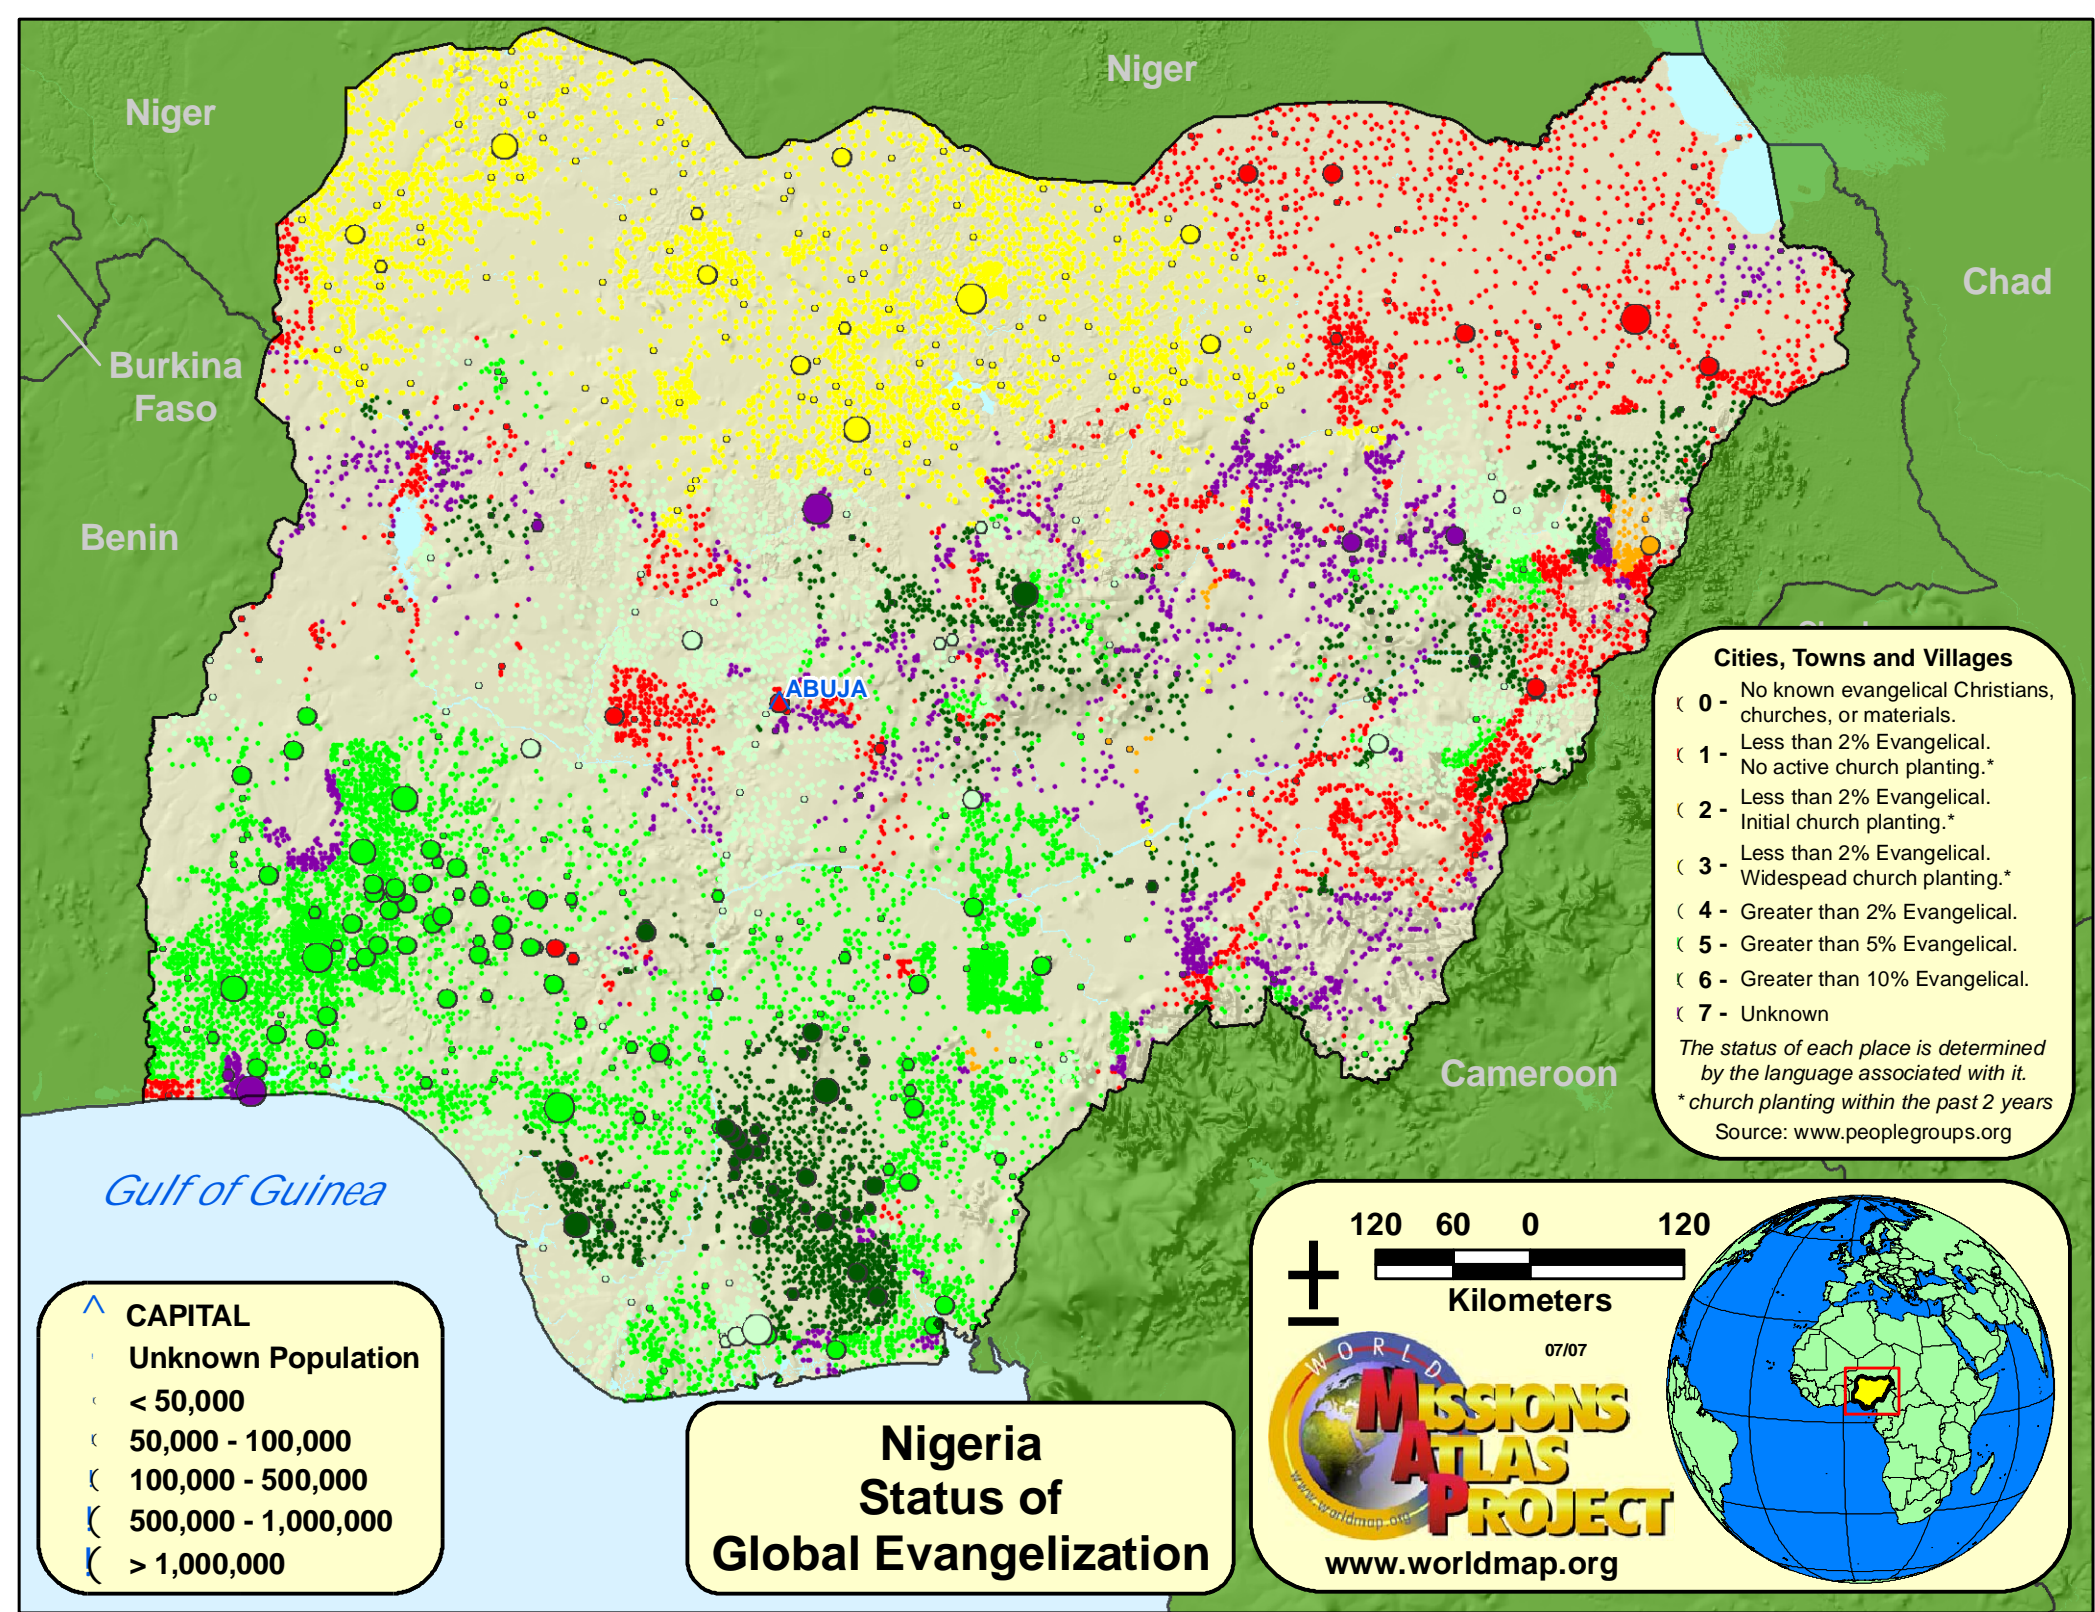 Niger
Niger
Chad
Burkina
Faso
Benin
ABUJA
Cameroon
Gulf of Guinea
Cities, Towns and Villages
0 - No known evangelical Christians,
churches, or materials.
1 - Less than 2% Evangelical.
No active church planting.*
2 - Less than 2% Evangelical.
Initial church planting.*
3 - Less than 2% Evangelical.
Widespead church planting.*
4 - Greater than 2% Evangelical.
5 - Greater than 5% Evangelical.
6 - Greater than 10% Evangelical.
7 - Unknown
The status of each place is determined
by the language associated with it.
* church planting within the past 2 years
Source: www.peoplegroups.org
CAPITAL
Unknown Population
< 50,000
50,000 - 100,000
100,000 - 500,000
500,000 - 1,000,000
> 1,000,000
Nigeria
Status of
Global Evangelization
120 60 0 120
Kilometers
07/07
WORLD
MISSIONS
ATLAS
PROJECT
www.worldmap.org
www.worldmap.org